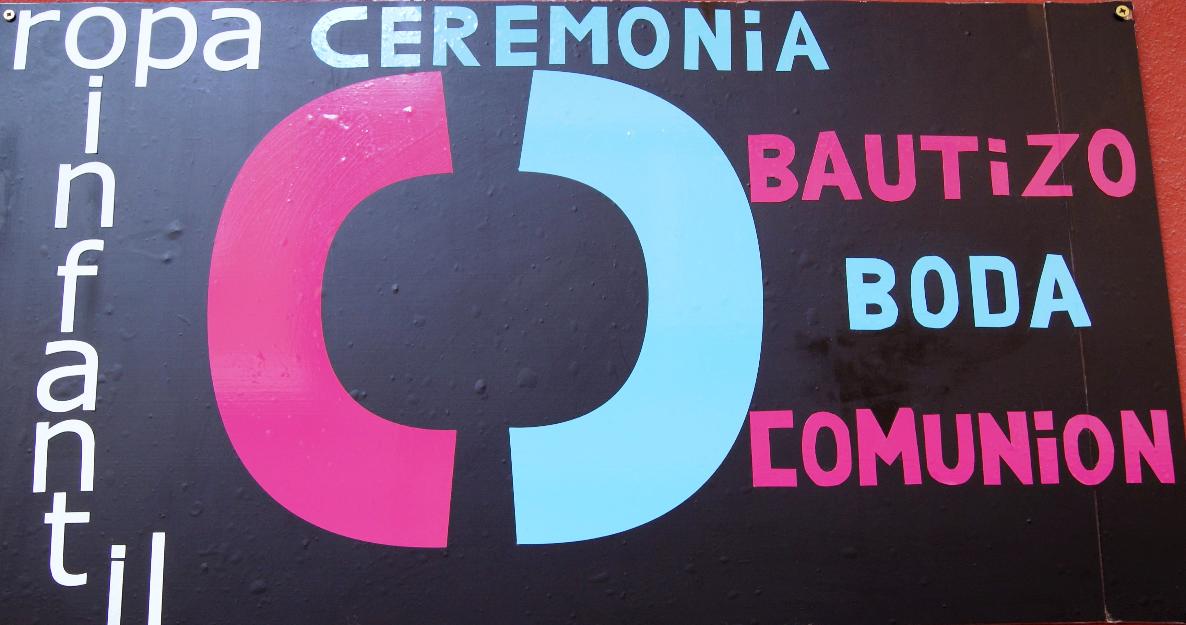 ropa CEREMONiA
infantil
BAUTiZO
BODA
COMUNiON